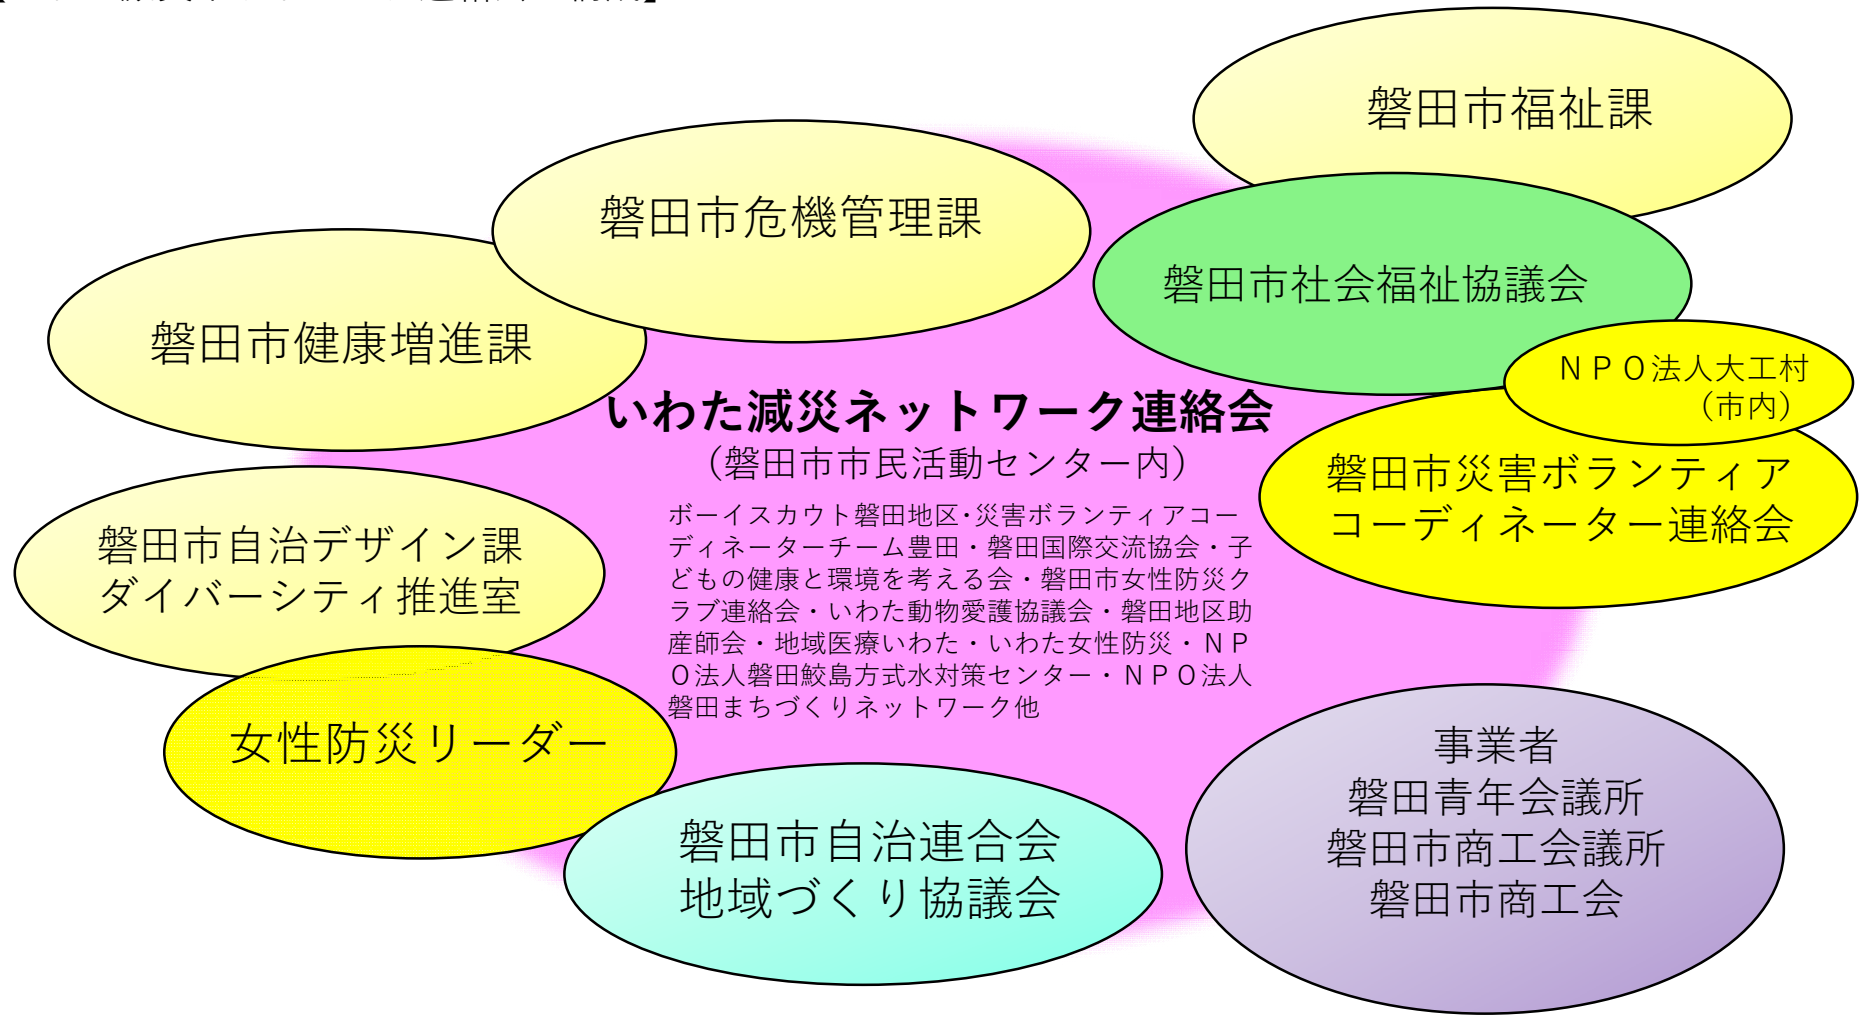 磐田市福祉課
磐田市危機管理課
磐田市社会福祉協議会
磐田市健康増進課
ＮＰＯ法人大工村
（市内）
いわた減災ネットワーク連絡会
（磐田市市民活動センター内）
磐田市災害ボランティア
コーディネーター連絡会
ボーイスカウト磐田地区･災害ボランティアコー
ディネーターチーム豊田・磐田国際交流協会・子
どもの健康と環境を考える会・磐田市女性防災ク
ラブ連絡会・いわた動物愛護協議会・磐田地区助
産師会・地域医療いわた・いわた女性防災・ＮＰ
Ｏ法人磐田鮫島方式水対策センター・ＮＰＯ法人
磐田まちづくりネットワーク他
磐田市自治デザイン課
ダイバーシティ推進室
女性防災リーダー
磐田市自治連合会
地域づくり協議会
事業者
磐田青年会議所
磐田市商工会議所
磐田市商工会